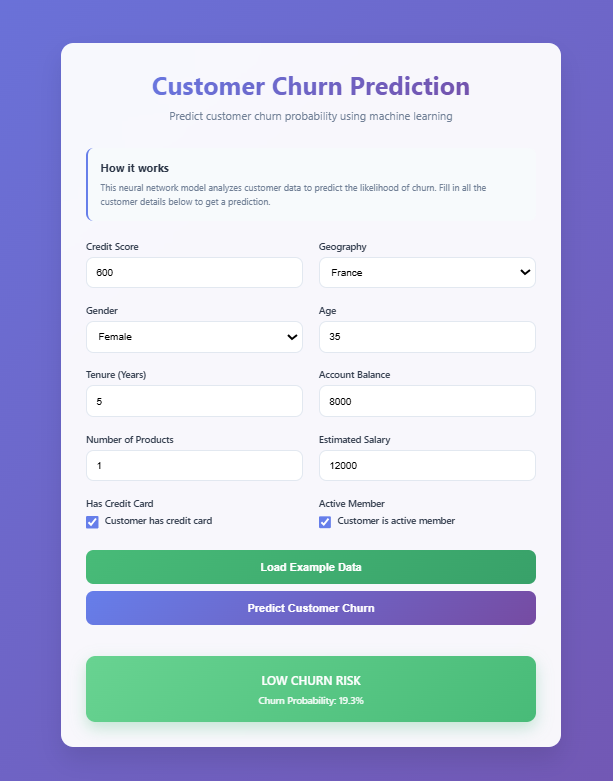 Customer Churn Prediction
Predict customer churn probability using machine learning
How it works
This neural network model analyzes customer data to predict the likelihood of churn. Fill in all the
customer details below to get a prediction.
Credit Score
600
Geography
France
Gender
Female
Age
35
Tenure (Years)
5
Account Balance
8000
Number of Products
1
Estimated Salary
12000
Has Credit Card
Customer has credit card
Active Member
Customer is active member
Load Example Data
Predict Customer Churn
LOW CHURN RISK
Churn Probability: 19.3%